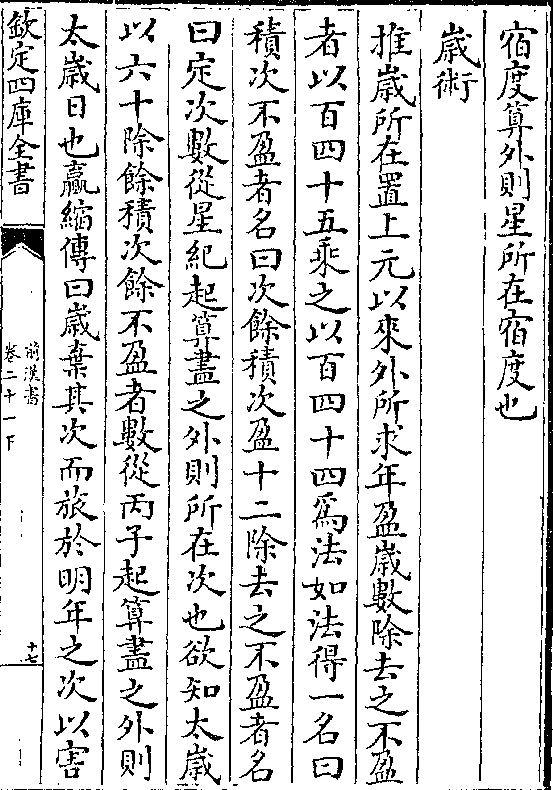 宿度算外則星所在宿度也
歲術
推歲所在置上元以來外所求年盈歲數除去之不盈
者以百四十五乘之以百四十四爲法如法得一名曰
積次不盈者名曰次餘積次盈十二除去之不盈者名
曰定次數從星紀起算盡之外則所在次也欲知太歲
以六十除餘積次餘不盈者數從丙子起算盡之外則
太歲日也贏縮傳曰歲棄其次而旅於明年之次以害
欽定四庫全書
前漢書
卷二十一下
十七